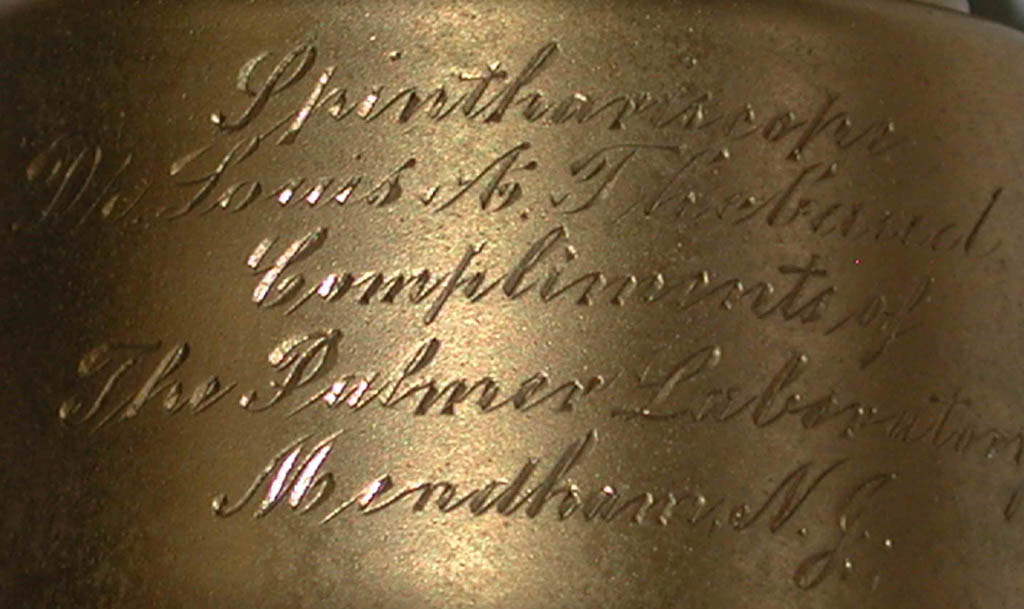 Spinthariscope
Dr. Louis A. Thebaud,
Compliments of
The Palmer Laboratory
Mendham, N.J.